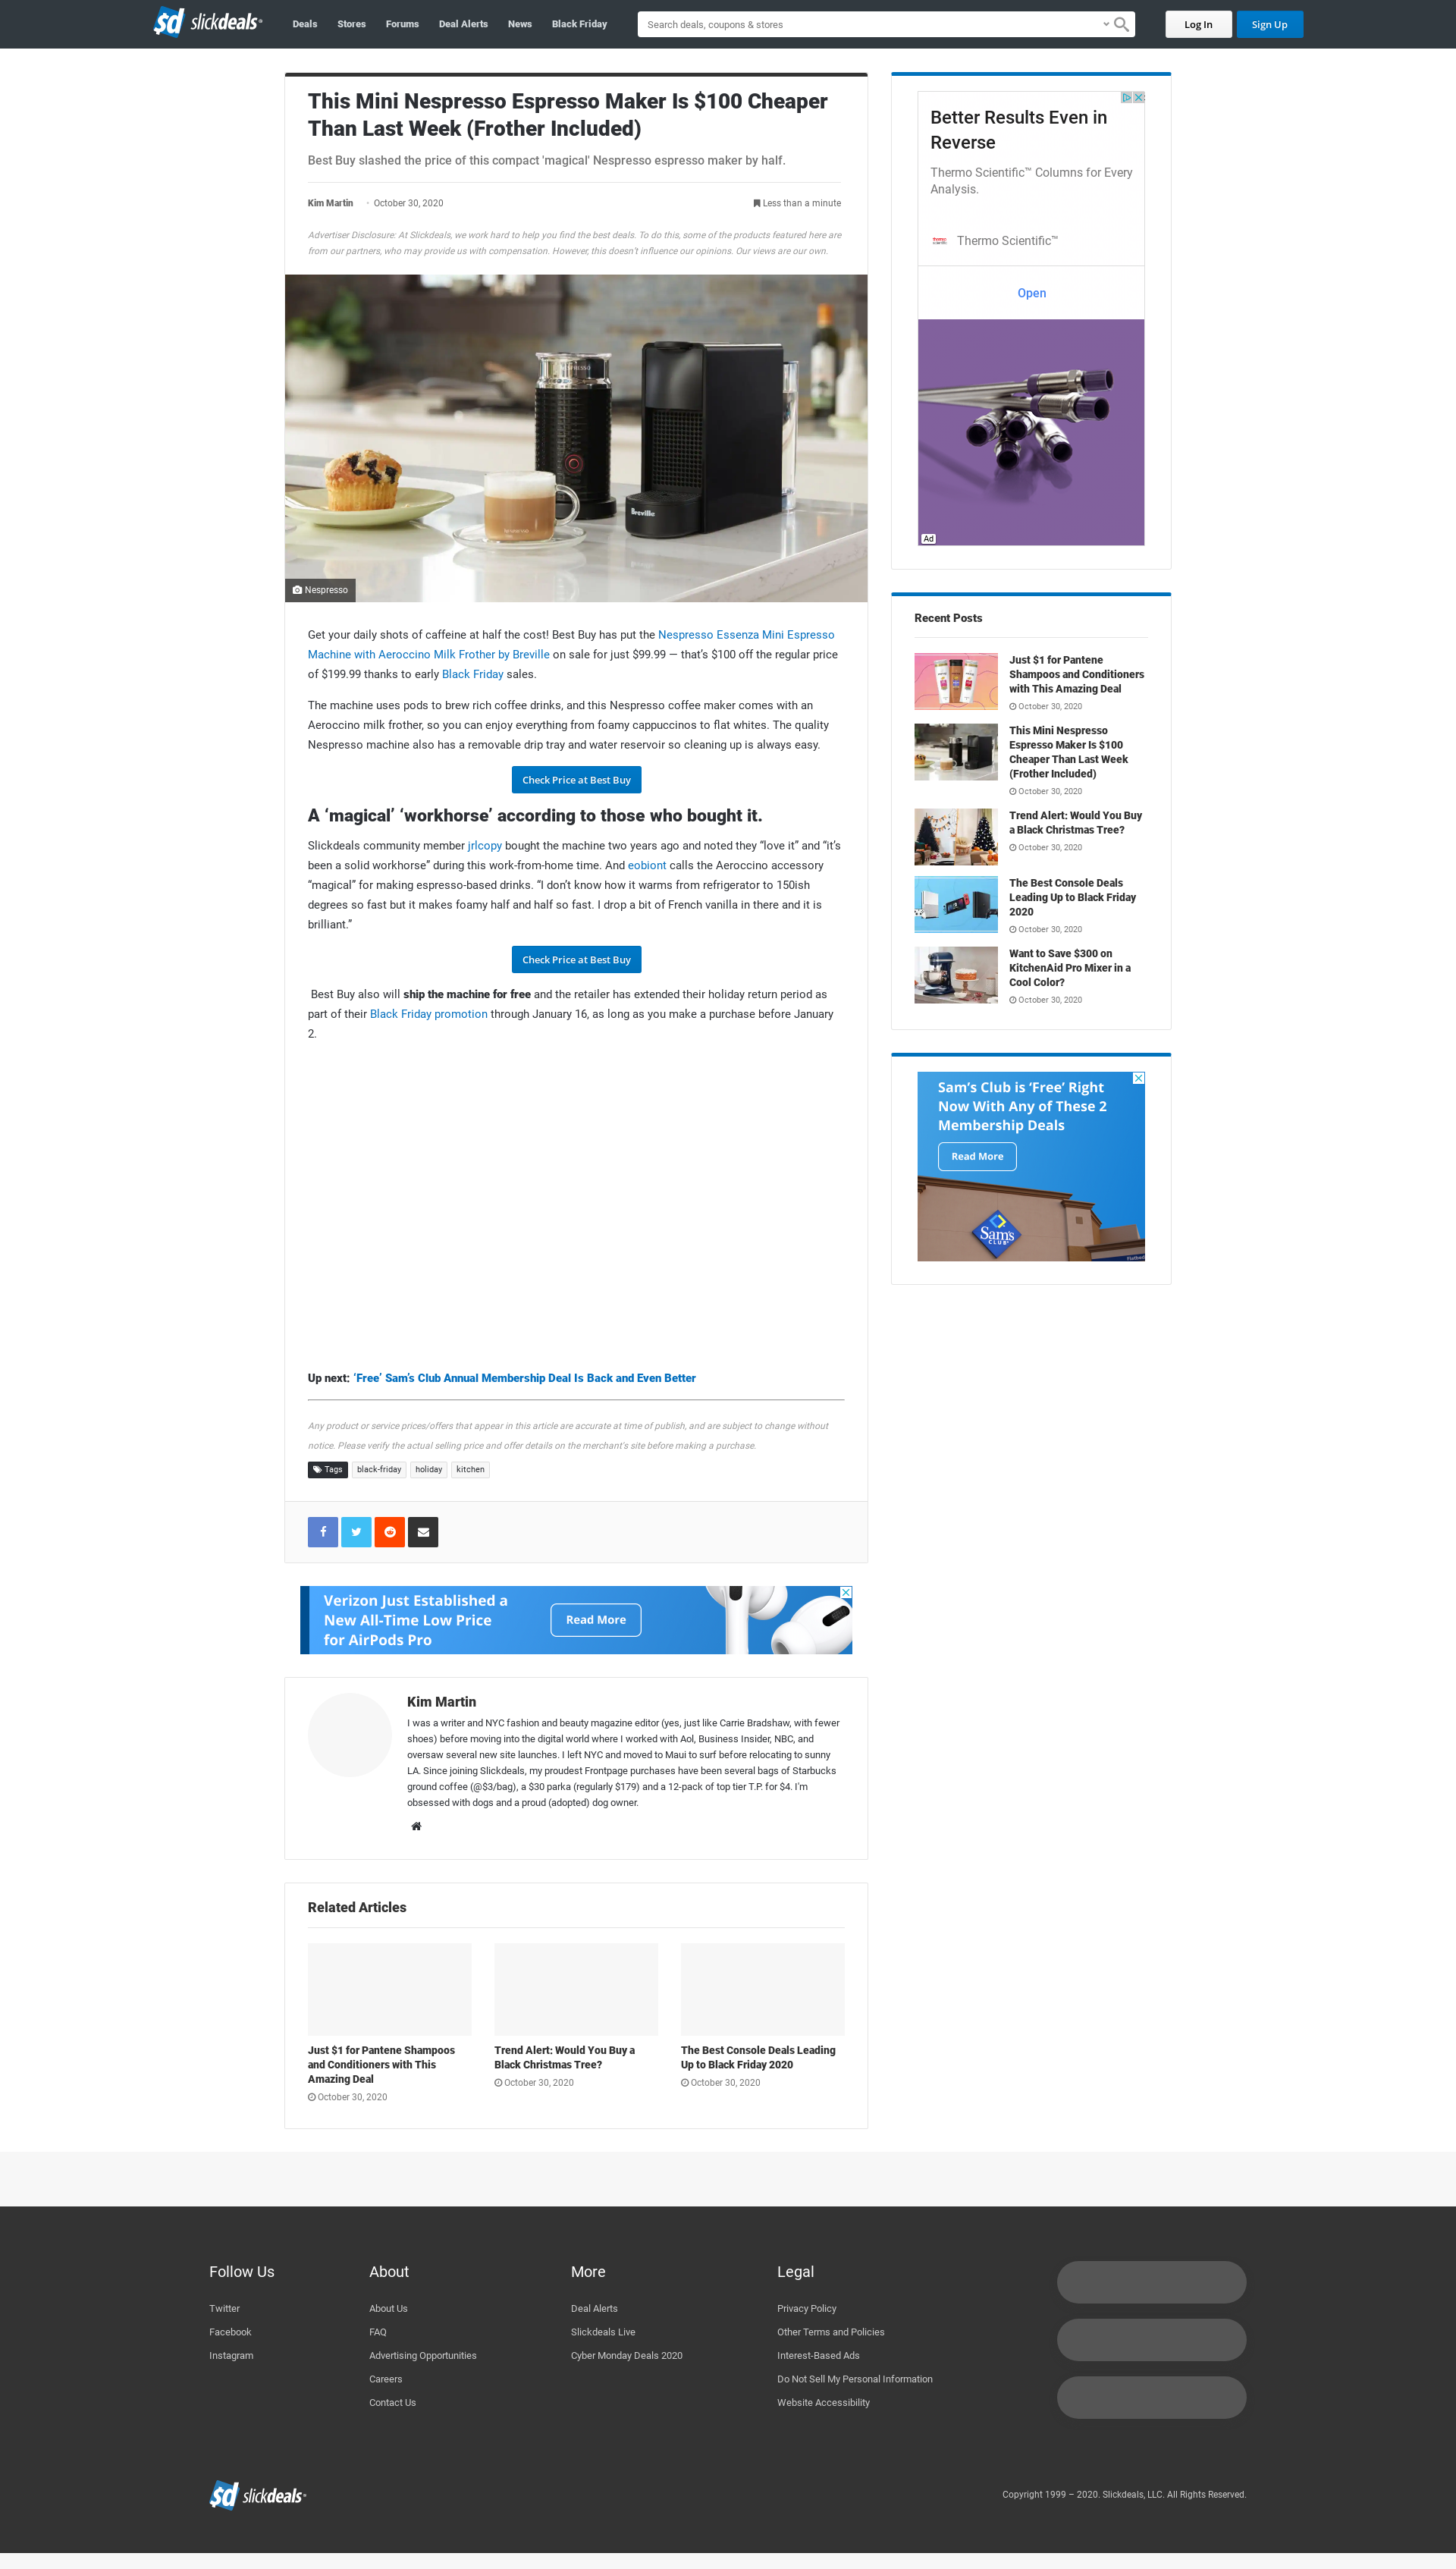 sd slickdeals
Deals
Stores
Forums
Deal Alerts
News
Black Friday
Search deals, coupons & stores
Log In
Sign Up
This Mini Nespresso Espresso Maker Is $100 Cheaper
Than Last Week (Frother Included)
Best Buy slashed the price of this compact 'magical' Nespresso espresso maker by half.
Kim Martin
October 30, 2020
Less than a minute
Advertiser Disclosure: At Slickdeals, we work hard to help you find the best deals. To do this, some of the products featured here are
from our partners, who may provide us with compensation. However, this doesn't influence our opinions. Our views are our own.
NESPRESSO
Breville
Nespresso
Get your daily shots of caffeine at half the cost! Best Buy has put the Nespresso Essenza Mini Espresso
Machine with Aeroccino Milk Frother by Breville on sale for just $99.99 — that's $100 off the regular price
of $199.99 thanks to early Black Friday sales.
The machine uses pods to brew rich coffee drinks, and this Nespresso coffee maker comes with an
Aeroccino milk frother, so you can enjoy everything from foamy cappuccinos to flat whites. The quality
Nespresso machine also has a removable drip tray and water reservoir so cleaning up is always easy.
Check Price at Best Buy
A ‘magical’ ‘workhorse’ according to those who bought it.
Slickdeals community member jrlcopy bought the machine two years ago and noted they “love it” and “it’s
been a solid workhorse” during this work-from-home time. And eobiont calls the Aeroccino accessory
“magical” for making espresso-based drinks. “I don’t know how it warms from refrigerator to 150ish
degrees so fast but it makes foamy half and half so fast. I drop a bit of French vanilla in there and it is
brilliant.”
Check Price at Best Buy
Best Buy also will ship the machine for free and the retailer has extended their holiday return period as
part of their Black Friday promotion through January 16, as long as you make a purchase before January
2.
Up next: ‘Free’ Sam’s Club Annual Membership Deal Is Back and Even Better
Any product or service prices/offers that appear in this article are accurate at time of publish, and are subject to change without
notice. Please verify the actual selling price and offer details on the merchant's site before making a purchase.
Tags
black-friday
holiday
kitchen
Verizon Just Established a
New All-Time Low Price
for AirPods Pro
Read More
Kim Martin
I was a writer and NYC fashion and beauty magazine editor (yes, just like Carrie Bradshaw, with fewer
shoes) before moving into the digital world where I worked with Aol, Business Insider, NBC, and
oversaw several new site launches. I left NYC and moved to Maui to surf before relocating to sunny
LA. Since joining Slickdeals, my proudest Frontpage purchases have been several bags of Starbucks
ground coffee (@$3/bag), a $30 parka (regularly $179) and a 12-pack of top tier T.P. for $4. I'm
obsessed with dogs and a proud (adopted) dog owner.
Related Articles
Just $1 for Pantene Shampoos
and Conditioners with This
Amazing Deal
October 30, 2020
Trend Alert: Would You Buy a
Black Christmas Tree?
October 30, 2020
The Best Console Deals Leading
Up to Black Friday 2020
October 30, 2020
Better Results Even in
Reverse
Thermo Scientific™ Columns for Every
Analysis.
Thermo Scientific™
Open
Ad
Recent Posts
Just $1 for Pantene
Shampoos and Conditioners
with This Amazing Deal
October 30, 2020
This Mini Nespresso
Espresso Maker Is $100
Cheaper Than Last Week
(Frother Included)
October 30, 2020
Trend Alert: Would You Buy
a Black Christmas Tree?
October 30, 2020
The Best Console Deals
Leading Up to Black Friday
2020
October 30, 2020
Want to Save $300 on
KitchenAid Pro Mixer in a
Cool Color?
October 30, 2020
Sam's Club is ‘Free’ Right
Now With Any of These 2
Membership Deals
Read More
Sam's
CLUB
Follow Us
Twitter
Facebook
Instagram
About
About Us
FAQ
Advertising Opportunities
Careers
Contact Us
More
Deal Alerts
Slickdeals Live
Cyber Monday Deals 2020
Legal
Privacy Policy
Other Terms and Policies
Interest-Based Ads
Do Not Sell My Personal Information
Website Accessibility
sd slickdeals
Copyright 1999 – 2020. Slickdeals, LLC. All Rights Reserved.